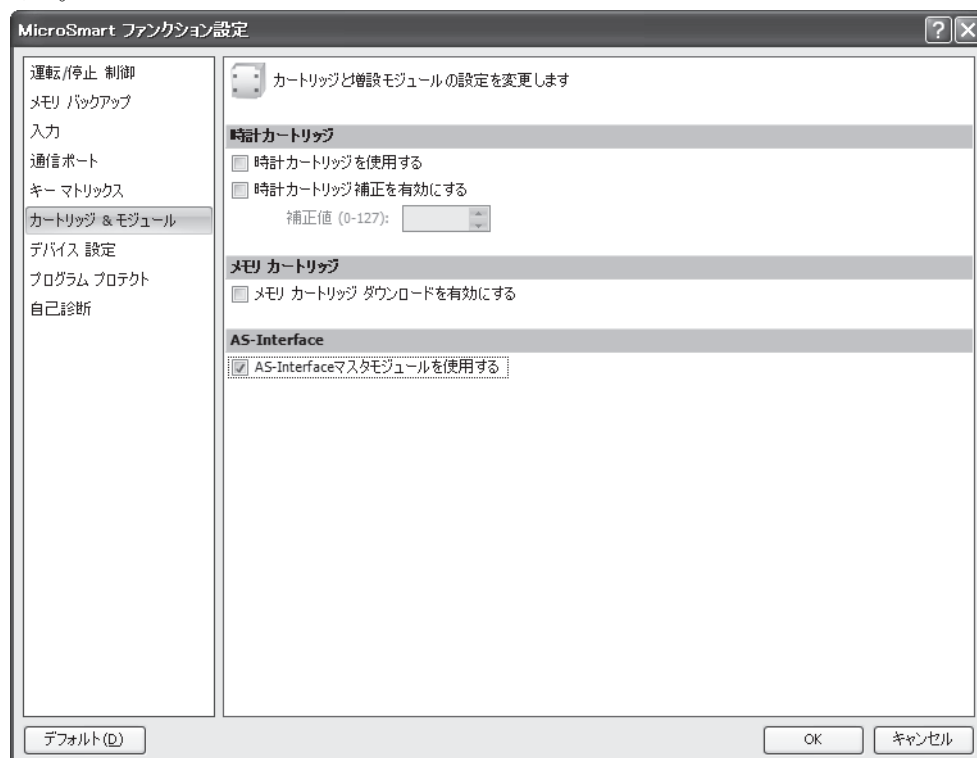 MicroSmart ファンクション設定
運転/停止 制御
メモリ バックアップ
入力
通信ポート
キー マトリックス
カートリッジ & モジュール
デバイス 設定
プログラム プロテクト
自己診断
カートリッジと増設モジュールの設定を変更します
時計カートリッジ
時計カートリッジを使用する
時計カートリッジ補正を有効にする
補正値 (0-127):
メモリ カートリッジ
メモリ カートリッジ ダウンロードを有効にする
AS-Interface
AS-Interfaceマスタモジュールを使用する
デフォルト(D)
OK
キャンセル